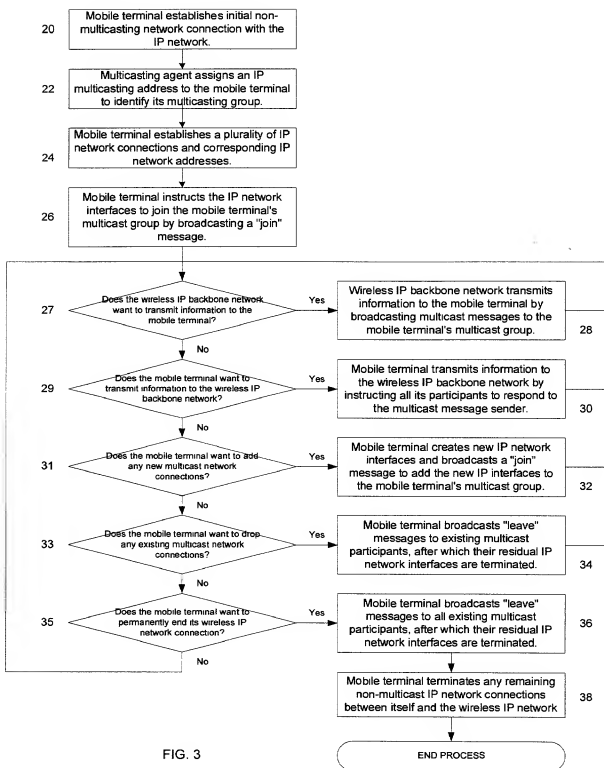 20
Mobile terminal establishes initial non-
multicasting network connection with the
IP network.
22
Multicasting agent assigns an IP
multicasting address to the mobile terminal
to identify its multicasting group.
24
Mobile terminal establishes a plurality of IP
network connections and corresponding IP
network addresses.
26
Mobile terminal instructs the IP network
interfaces to join the mobile terminal's
multicast group by broadcasting a "join"
message.
27
Does the wireless IP backbone network
want to transmit information to the
mobile terminal?
Yes
Wireless IP backbone network transmits
information to the mobile terminal by
broadcasting multicast messages to the
mobile terminal's multicast group.
28
No
29
Does the mobile terminal want to
transmit information to the wireless IP
backbone network?
Yes
Mobile terminal transmits information to
the wireless IP backbone network by
instructing all its participants to respond to
the multicast message sender.
30
No
31
Does the mobile terminal want to add
any new multicast network
connections?
Yes
Mobile terminal creates new IP network
interfaces and broadcasts a "join"
message to add the new IP interfaces to
the mobile terminal's multicast group.
32
No
33
Does the mobile terminal want to drop
any existing multicast network
connections?
Yes
Mobile terminal broadcasts "leave"
messages to existing multicast
participants, after which their residual IP
network interfaces are terminated.
34
No
35
Does the mobile terminal want to
permanently end its wireless IP
network connection?
Yes
Mobile terminal broadcasts "leave"
messages to all existing multicast
participants, after which their residual IP
network interfaces are terminated.
36
No
Mobile terminal terminates any remaining
non-multicast IP network connections
between itself and the wireless IP network
38
END PROCESS
FIG. 3